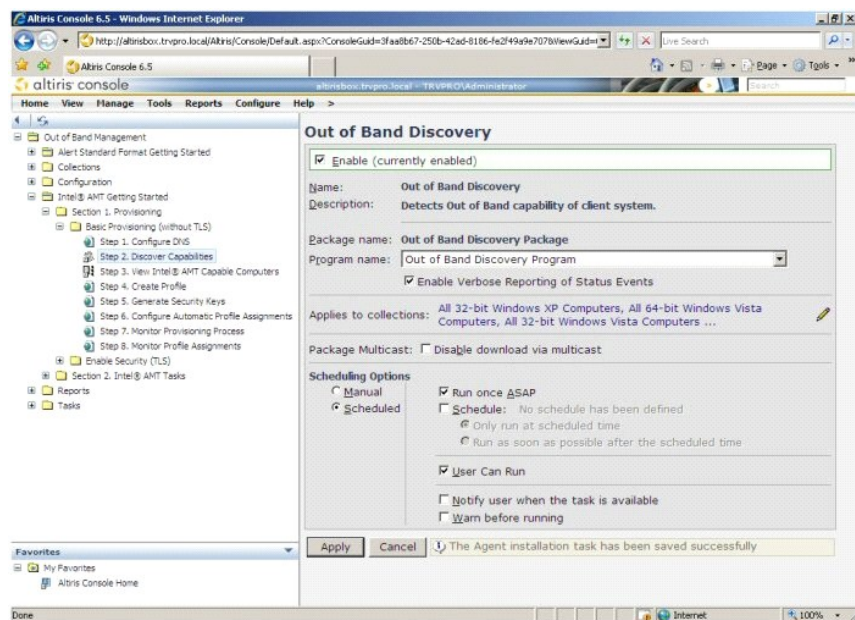 Altiris Console 6.5 - Windows Internet Explorer
http://altirisbox.trvpro.local/Altiris/Console/Default.aspx?ConsoleGuid=3faa8b67-250b-42ad-8186-fe2f49a9e707&ViewGuid=
Live Search
Altiris Console 6.5
Page
Tools
altiris console
altirisbox.trvpro.local - TRVPRO\Administrator
Search
Home View Manage Tools Reports Configure Help >
Out of Band Management
Alert Standard Format Getting Started
Collections
Configuration
Intel® AMT Getting Started
Section 1. Provisioning
Basic Provisioning (without TLS)
Step 1. Configure DNS
Step 2. Discover Capabilities
Step 3. View Intel® AMT Capable Computers
Step 4. Create Profile
Step 5. Generate Security Keys
Step 6. Configure Automatic Profile Assignments
Step 7. Monitor Provisioning Process
Step 8. Monitor Profile Assignments
Enable Security (TLS)
Section 2. Intel® AMT Tasks
Reports
Tasks
Favorites
My Favorites
Altiris Console Home
Out of Band Discovery
Enable (currently enabled)
Name: Out of Band Discovery
Description: Detects Out of Band capability of client system.
Package name: Out of Band Discovery Package
Program name: Out of Band Discovery Program
Enable Verbose Reporting of Status Events
Applies to collections: All 32-bit Windows XP Computers, All 64-bit Windows Vista
Computers, All 32-bit Windows Vista Computers ...
Package Multicast: Disable download via multicast
Scheduling Options
Manual
Scheduled
Run once ASAP
Schedule: No schedule has been defined
Only run at scheduled time
Run as soon as possible after the scheduled time
User Can Run
Notify user when the task is available
Warn before running
Apply
Cancel
The Agent installation task has been saved successfully
Done
Internet
100%